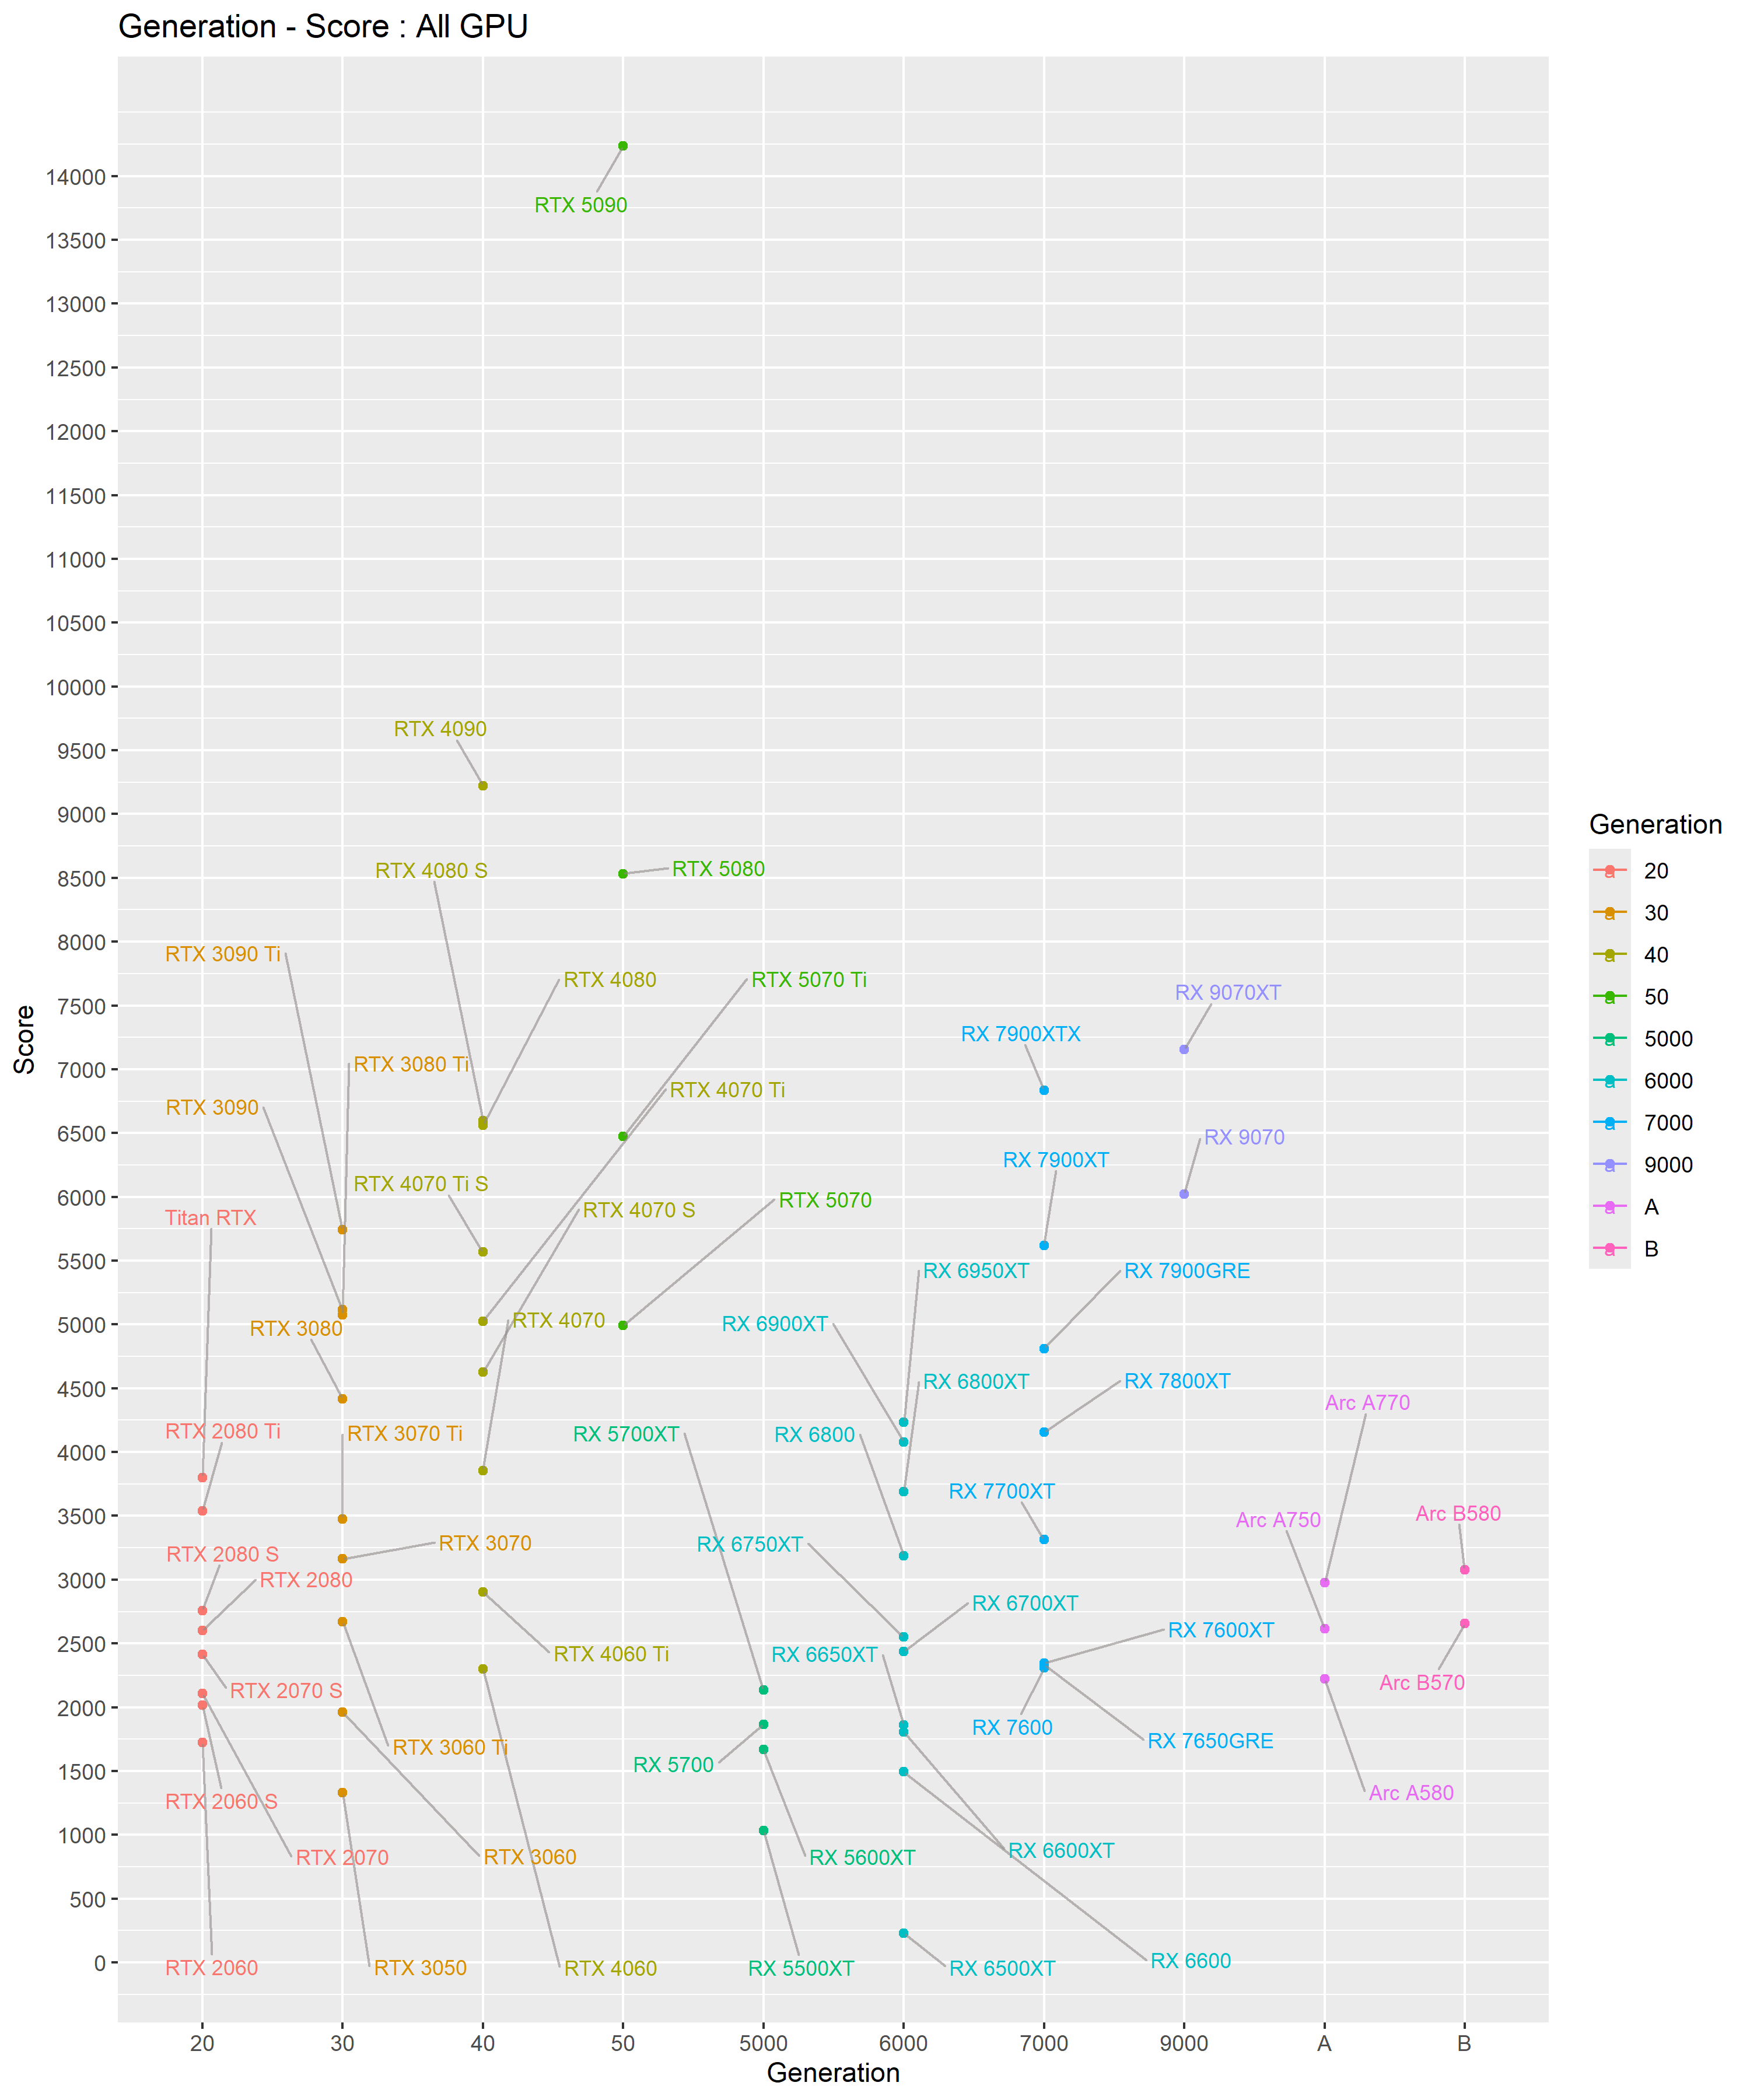 Generation - Score : All GPU
Score
14000
13500
13000
12500
12000
11500
11000
10500
10000
9500
9000
8500
8000
7500
7000
6500
6000
5500
5000
4500
4000
3500
3000
2500
2000
1500
1000
500
0
RTX 5090
RTX 4090
RTX 4080 S
RTX 5080
RTX 3090 Ti
RTX 4080
RTX 5070 Ti
RX 9070XT
RX 7900XTX
RTX 3080 Ti
RTX 4070 Ti
RTX 3090
RX 9070
RX 7900XT
RTX 4070 Ti S
RTX 5070
RTX 4070 S
Titan RTX
RX 6950XT
RX 7900GRE
RTX 3080
RTX 4070
RX 6900XT
RX 6800XT
RX 7800XT
Arc A770
RTX 2080 Ti
RTX 3070 Ti
RX 5700XT
RX 6800
RX 7700XT
Arc A750
Arc B580
RTX 3070
RX 6750XT
RTX 2080 S
RTX 2080
RX 6700XT
RX 7600XT
RTX 4060 Ti
RX 6650XT
Arc B570
RTX 2070 S
RX 7600
RX 7650GRE
RTX 3060 Ti
RX 5700
Arc A580
RTX 2060 S
RX 6600XT
RTX 2070
RTX 3060
RX 5600XT
RX 6600
RTX 2060
RTX 3050
RTX 4060
RX 5500XT
RX 6500XT
20
30
40
50
5000
6000
7000
9000
A
B
Generation
Generation
a 20
a 30
a 40
a 50
a 5000
a 6000
a 7000
a 9000
a A
a B